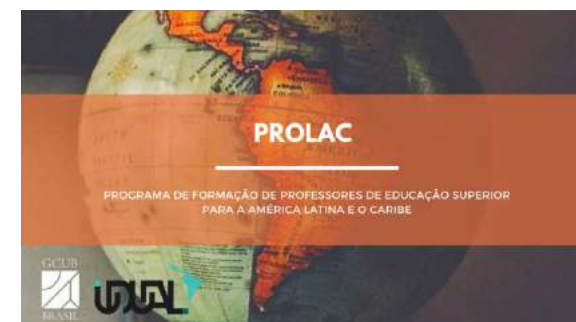 PROLAC
PROGRAMA DE FORMAÇÃO DE PROFESSORES DE EDUCAÇÃO SUPERIOR
PARA A AMÉRICA LATINA E O CARIBE
GCUB
BRASIL
UDUAL